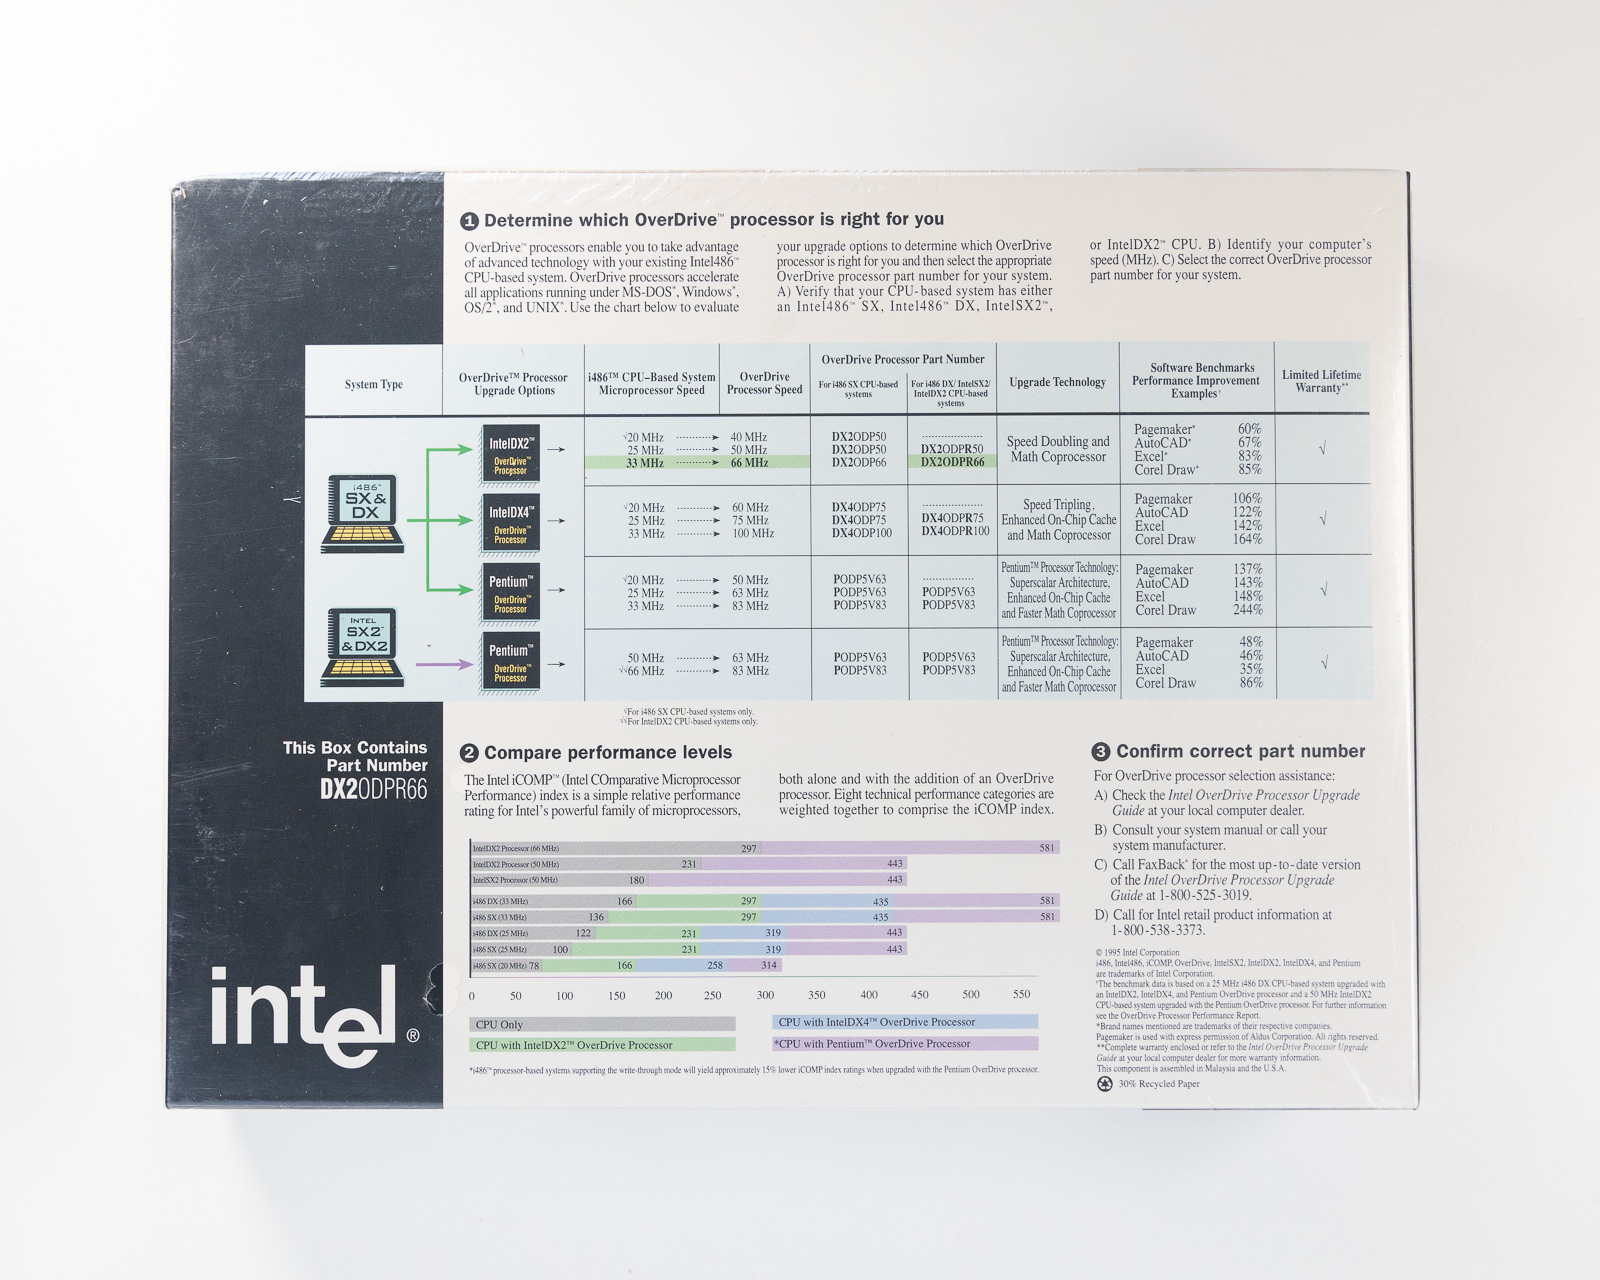 1 Determine which OverDrive™ processor is right for you
OverDrive™ processors enable you to take advantage
of advanced technology with your existing Intel486™
CPU-based system. OverDrive processors accelerate
all applications running under MS-DOS*, Windows*,
OS/2*, and UNIX*. Use the chart below to evaluate
your upgrade options to determine which OverDrive
processor is right for you and then select the appropriate
OverDrive processor part number for your system.
A) Verify that your CPU-based system has either
an Intel486™ SX, Intel486™ DX, IntelSX2™,
or IntelDX2™ CPU. B) Identify your computer's
speed (MHz). C) Select the correct OverDrive processor
part number for your system.
System Type
OverDrive™ Processor
Upgrade Options
i486™ CPU–Based System
Microprocessor Speed
OverDrive
Processor Speed
OverDrive Processor Part Number
For i486 SX CPU-based
systems
For i486 DX/ IntelSX2/
IntelDX2 CPU-based
systems
Upgrade Technology
Software Benchmarks
Performance Improvement
Examples†
Limited Lifetime
Warranty**
i486™
SX &
DX
INTEL
SX2™
& DX2
IntelDX2™
OverDrive™
Processor
√20 MHz 40 MHz DX2ODP50
25 MHz 50 MHz DX2ODP50 DX2ODPR50
33 MHz 66 MHz DX2ODP66 DX2ODPR66
Speed Doubling and
Math Coprocessor
Pagemaker* 60%
AutoCAD* 67%
Excel* 83%
Corel Draw* 85%
√
IntelDX4™
OverDrive™
Processor
√20 MHz 60 MHz DX4ODP75
25 MHz 75 MHz DX4ODP75 DX4ODPR75
33 MHz 100 MHz DX4ODP100 DX4ODPR100
Speed Tripling,
Enhanced On-Chip Cache
and Math Coprocessor
Pagemaker 106%
AutoCAD 122%
Excel 142%
Corel Draw 164%
√
Pentium™
OverDrive™
Processor
√20 MHz 50 MHz PODP5V63
25 MHz 63 MHz PODP5V63 PODP5V63
33 MHz 83 MHz PODP5V83 PODP5V83
Pentium™ Processor Technology:
Superscalar Architecture,
Enhanced On-Chip Cache
and Faster Math Coprocessor
Pagemaker 137%
AutoCAD 143%
Excel 148%
Corel Draw 244%
√
Pentium™
OverDrive™
Processor
50 MHz 63 MHz PODP5V63 PODP5V63
√√66 MHz 83 MHz PODP5V83 PODP5V83
Pentium™ Processor Technology:
Superscalar Architecture,
Enhanced On-Chip Cache
and Faster Math Coprocessor
Pagemaker 48%
AutoCAD 46%
Excel 35%
Corel Draw 86%
√
√For i486 SX CPU-based systems only.
√√For IntelDX2 CPU-based systems only.
This Box Contains
Part Number
DX2ODPR66
2 Compare performance levels
The Intel iCOMP™ (Intel COmparative Microprocessor
Performance) index is a simple relative performance
rating for Intel's powerful family of microprocessors,
both alone and with the addition of an OverDrive
processor. Eight technical performance categories are
weighted together to comprise the iCOMP index.
IntelDX2 Processor (66 MHz) 297 581
IntelDX2 Processor (50 MHz) 231 443
IntelSX2 Processor (50 MHz) 180 443
i486 DX (33 MHz) 166 297 435 581
i486 SX (33 MHz) 136 297 435 581
i486 DX (25 MHz) 122 231 319 443
i486 SX (25 MHz) 100 231 319 443
i486 SX (20 MHz) 78 166 258 314
0 50 100 150 200 250 300 350 400 450 500 550
CPU Only
CPU with IntelDX2™ OverDrive Processor
CPU with IntelDX4™ OverDrive Processor
*CPU with Pentium™ OverDrive Processor
*i486™ processor-based systems supporting the write-through mode will yield approximately 15% lower iCOMP index ratings when upgraded with the Pentium OverDrive processor.
3 Confirm correct part number
For OverDrive processor selection assistance:
A) Check the Intel OverDrive Processor Upgrade
Guide at your local computer dealer.
B) Consult your system manual or call your
system manufacturer.
C) Call FaxBack* for the most up-to-date version
of the Intel OverDrive Processor Upgrade
Guide at 1-800-525-3019.
D) Call for Intel retail product information at
1-800-538-3373.
© 1995 Intel Corporation
i486, Intel486, iCOMP, OverDrive, IntelSX2, IntelDX2, IntelDX4, and Pentium
are trademarks of Intel Corporation.
†The benchmark data is based on a 25 MHz i486 DX CPU-based system upgraded with
an IntelDX2, IntelDX4, and Pentium OverDrive processor and a 50 MHz IntelDX2
CPU-based system upgraded with the Pentium OverDrive processor. For further information
see the OverDrive Processor Performance Report.
*Brand names mentioned are trademarks of their respective companies.
Pagemaker is used with express permission of Aldus Corporation. All rights reserved.
**Complete warranty enclosed or refer to the Intel OverDrive Processor Upgrade
Guide at your local computer dealer for more warranty information.
This component is assembled in Malaysia and the U.S.A.
30% Recycled Paper
intel®